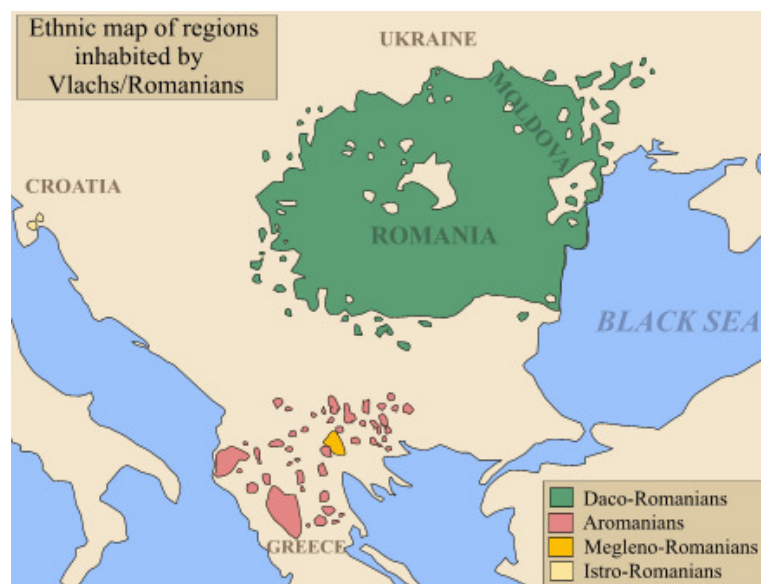 Ethnic map of regions
inhabited by
Vlachs/Romanians
UKRAINE
MOLDOVA
CROATIA
ROMANIA
BLACK SEA
GREECE
Daco-Romanians
Aromanians
Megleno-Romanians
Istro-Romanians